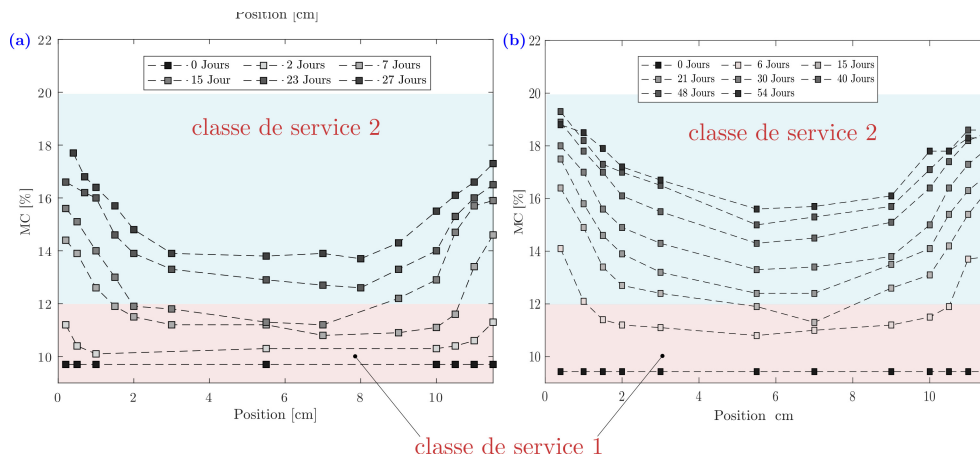 Position [cm]
(a)
22
20
18
16
14
12
10
MC [%]
0 Jours
2 Jours
7 Jours
15 Jour
23 Jours
27 Jours
classe de service 2
0
2
4
6
8
10
Position [cm]
(b)
22
20
18
16
14
12
10
MC [%]
0 Jours
6 Jours
15 Jours
21 Jours
30 Jours
40 Jours
48 Jours
54 Jours
classe de service 2
0
2
4
6
8
10
Position cm
classe de service 1